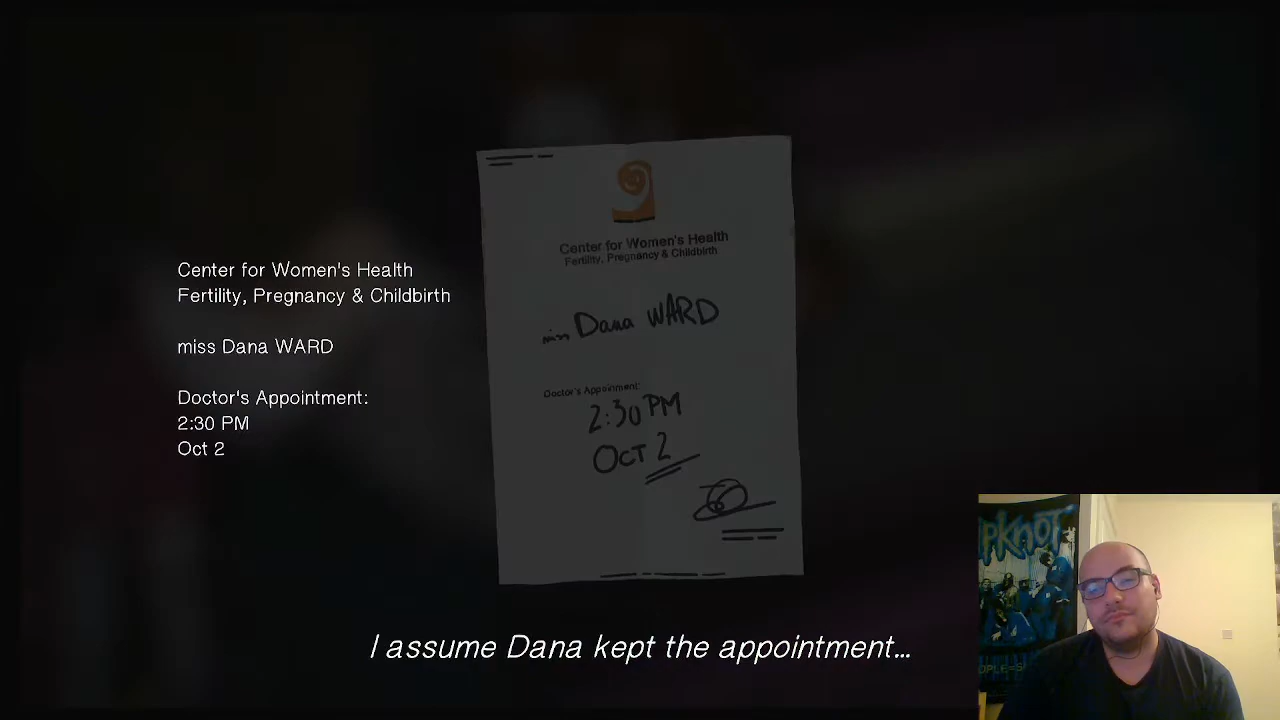 Center for Women's Health
Fertility, Pregnancy & Childbirth
miss Dana WARD
Doctor's Appointment:
2:30 PM
Oct 2
Center for Women's Health
Fertility, Pregnancy & Childbirth
miss Dana WARD
Doctor's Appoinment:
2:30 PM
OCT 2
I assume Dana kept the appointment...